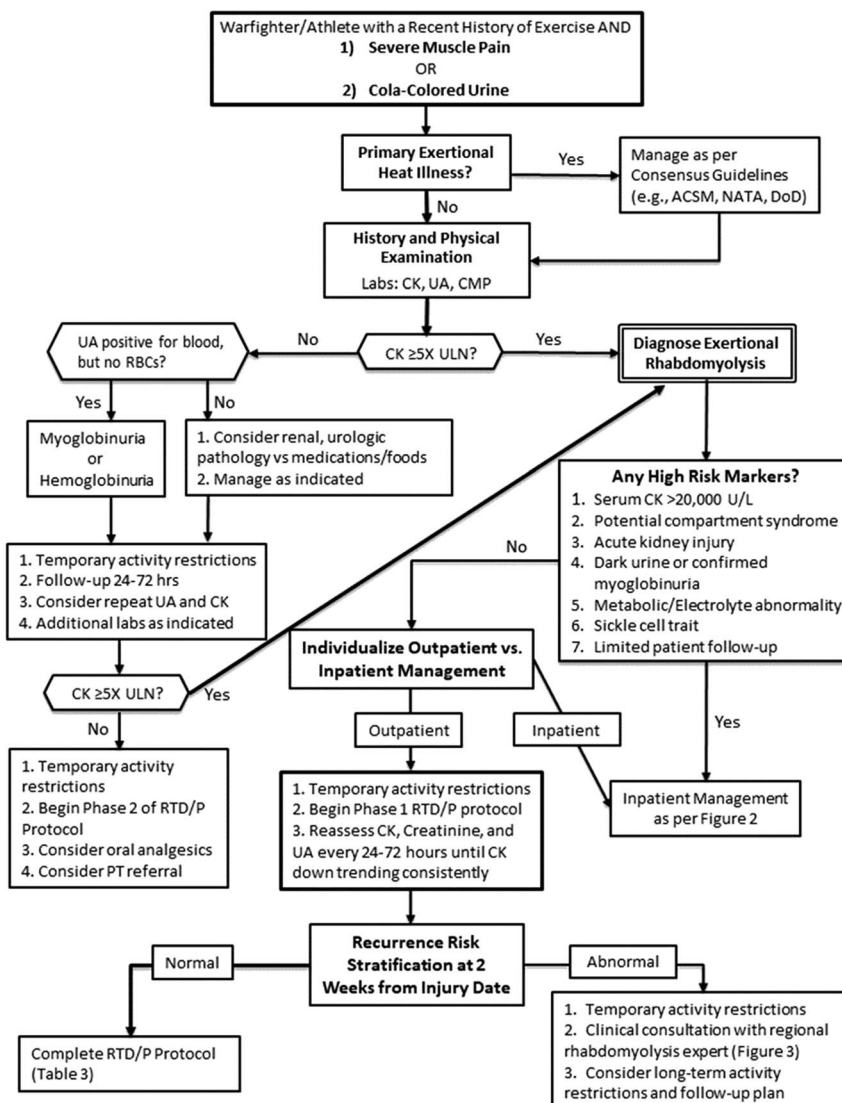 Warfighter/Athlete with a Recent History of Exercise AND
1) Severe Muscle Pain
OR
2) Cola-Colored Urine
Primary Exertional
Heat Illness?
Yes
Manage as per
Consensus Guidelines
(e.g., ACSM, NATA, DoD)
No
History and Physical
Examination
Labs: CK, UA, CMP
UA positive for blood,
but no RBCs?
No
CK ≥5X ULN?
Yes
Diagnose Exertional
Rhabdomyolysis
Yes
No
Myoglobinuria
or
Hemoglobinuria
1. Consider renal, urologic
pathology vs medications/foods
2. Manage as indicated
Any High Risk Markers?
1. Serum CK >20,000 U/L
2. Potential compartment syndrome
3. Acute kidney injury
4. Dark urine or confirmed
myoglobinuria
5. Metabolic/Electrolyte abnormality
6. Sickle cell trait
7. Limited patient follow-up
No
1. Temporary activity restrictions
2. Follow-up 24-72 hrs
3. Consider repeat UA and CK
4. Additional labs as indicated
Individualize Outpatient vs.
Inpatient Management
CK ≥5X ULN?
Yes
No
Outpatient
Inpatient
Yes
1. Temporary activity
restrictions
2. Begin Phase 2 of RTD/P
Protocol
3. Consider oral analgesics
4. Consider PT referral
1. Temporary activity restrictions
2. Begin Phase 1 RTD/P protocol
3. Reassess CK, Creatinine, and
UA every 24-72 hours until CK
down trending consistently
Inpatient Management
as per Figure 2
Normal
Recurrence Risk
Stratification at 2
Weeks from Injury Date
Abnormal
Complete RTD/P Protocol
(Table 3)
1. Temporary activity restrictions
2. Clinical consultation with regional
rhabdomyolysis expert (Figure 3)
3. Consider long-term activity
restrictions and follow-up plan